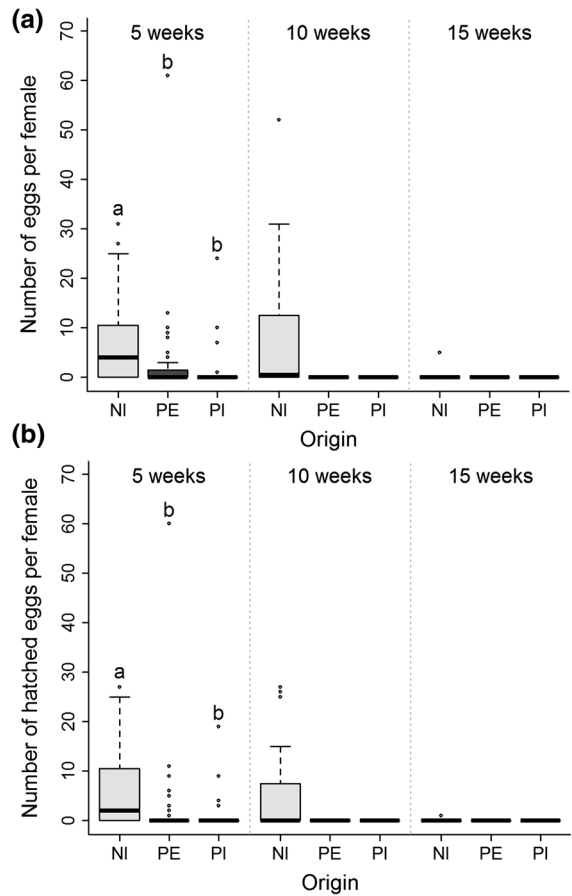 (a)
5 weeks 10 weeks 15 weeks
Number of eggs per female
70
60
50
40
30
20
10
0
a b b
NI PE PI NI PE PI NI PE PI
Origin
(b)
5 weeks 10 weeks 15 weeks
Number of hatched eggs per female
70
60
50
40
30
20
10
0
a b b
NI PE PI NI PE PI NI PE PI
Origin